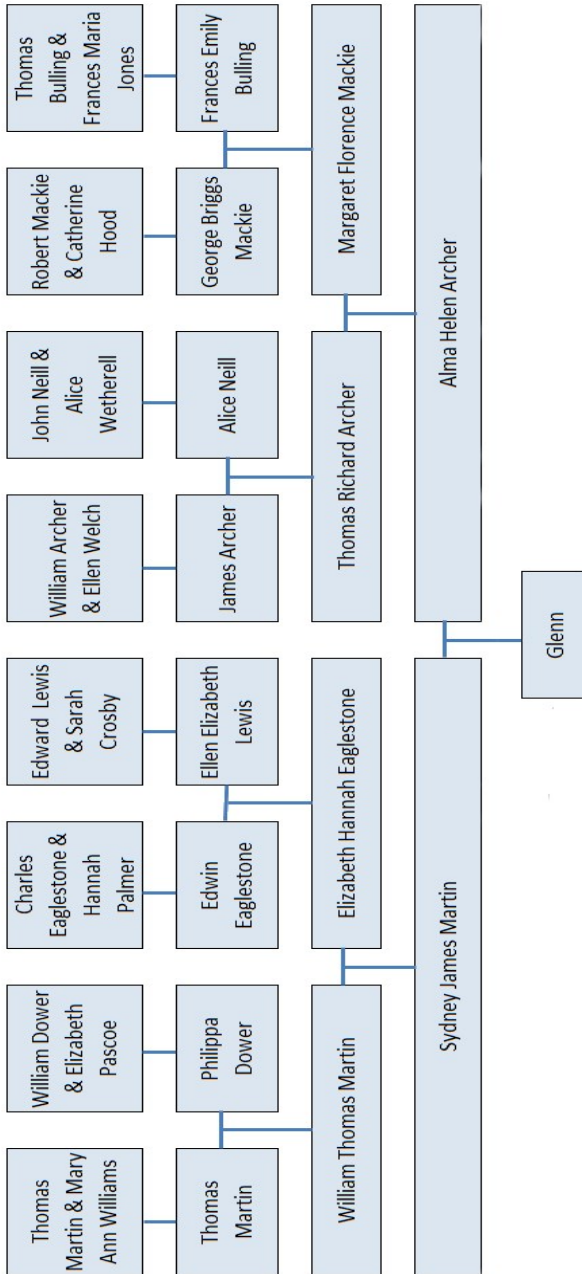 Thomas
Martin & Mary
Ann Williams
William Dower
& Elizabeth
Pascoe
Charles
Eaglestone &
Hannah
Palmer
Edward Lewis
& Sarah
Crosby
William Archer
& Ellen Welch
John Neill &
Alice
Wetherell
Robert Mackie
& Catherine
Hood
Thomas
Bulling &
Frances Maria
Jones
Thomas
Martin
Philippa
Dower
Edwin
Eaglestone
Ellen Elizabeth
Lewis
James Archer
Alice Neill
George Briggs
Mackie
Frances Emily
Bulling
William Thomas Martin
Elizabeth Hannah Eaglestone
Thomas Richard Archer
Margaret Florence Mackie
Sydney James Martin
Alma Helen Archer
Glenn